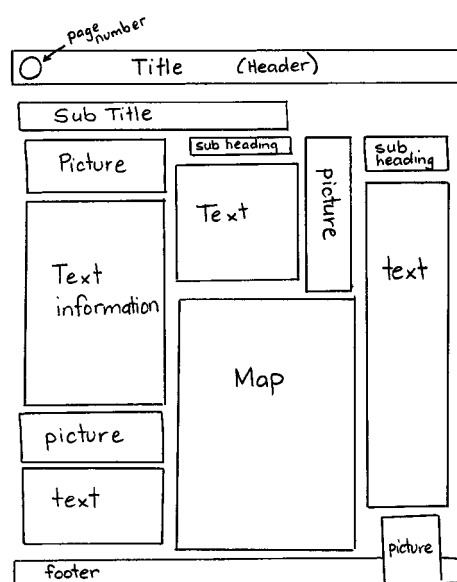 page
number
Title (Header)
Sub Title
Picture
Text
information
picture
text
sub heading
Text
picture
Map
sub
heading
text
picture
footer